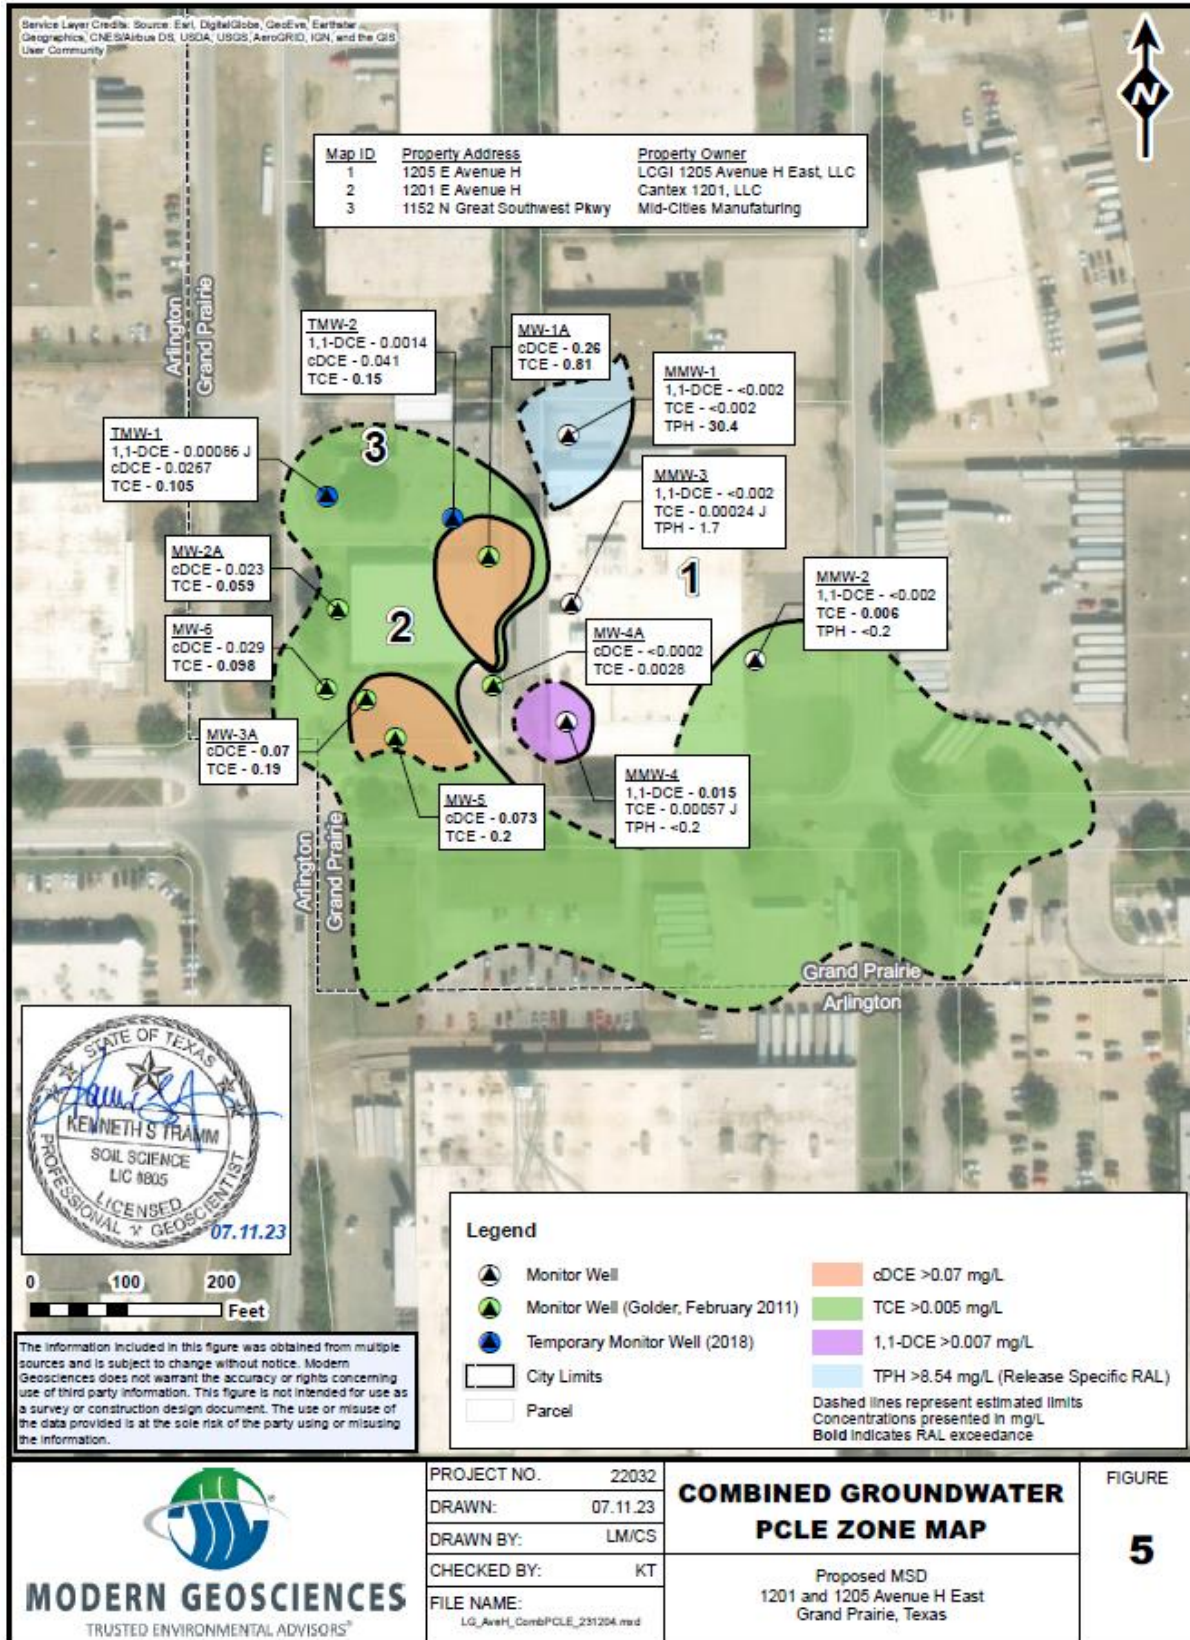 Service Layer Credits: Source: Esri, DigitalGlobe, GeoEye, Earthstar
Geographics, CNES/Airbus DS, USDA, USGS, AeroGRID, IGN, and the GIS
User Community
N
Map ID Property Address Property Owner
1 1205 E Avenue H LCGI 1205 Avenue H East, LLC
2 1201 E Avenue H Cantex 1201, LLC
3 1152 N Great Southwest Pkwy Mid-Cities Manufaturing
Arlington
Grand Prairie
TMW-2
1,1-DCE - 0.0014
cDCE - 0.041
TCE - 0.15
MW-1A
cDCE - 0.26
TCE - 0.81
MMW-1
1,1-DCE - <0.002
TCE - <0.002
TPH - 30.4
TMW-1
1,1-DCE - 0.00086 J
cDCE - 0.0267
TCE - 0.105
3
MMW-3
1,1-DCE - <0.002
TCE - 0.00024 J
TPH - 1.7
MW-2A
cDCE - 0.023
TCE - 0.059
1
MMW-2
1,1-DCE - <0.002
TCE - 0.006
TPH - <0.2
2
MW-6
cDCE - 0.029
TCE - 0.098
MW-4A
cDCE - <0.0002
TCE - 0.0028
MW-3A
cDCE - 0.07
TCE - 0.19
MW-5
cDCE - 0.073
TCE - 0.2
MMW-4
1,1-DCE - 0.015
TCE - 0.00057 J
TPH - <0.2
Arlington
Grand Prairie
Grand Prairie
Arlington
STATE OF TEXAS
KENNETH S TRAMM
SOIL SCIENCE
LIC #805
LICENSED
PROFESSIONAL GEOSCIENTIST
07.11.23
0 100 200
Feet
The information included in this figure was obtained from multiple
sources and is subject to change without notice. Modern
Geosciences does not warrant the accuracy or rights concerning
use of third party information. This figure is not intended for use as
a survey or construction design document. The use or misuse of
the data provided is at the sole risk of the party using or misusing
the information.
Legend
Monitor Well
Monitor Well (Golder, February 2011)
Temporary Monitor Well (2018)
City Limits
Parcel
cDCE >0.07 mg/L
TCE >0.005 mg/L
1,1-DCE >0.007 mg/L
TPH >8.54 mg/L (Release Specific RAL)
Dashed lines represent estimated limits
Concentrations presented in mg/L
Bold indicates RAL exceedance
MODERN GEOSCIENCES
TRUSTED ENVIRONMENTAL ADVISORS®
PROJECT NO. 22032
DRAWN: 07.11.23
DRAWN BY: LM/CS
CHECKED BY: KT
FILE NAME:
LG_AveH_CombPCLE_231204.mxd
COMBINED GROUNDWATER
PCLE ZONE MAP
Proposed MSD
1201 and 1205 Avenue H East
Grand Prairie, Texas
FIGURE
5